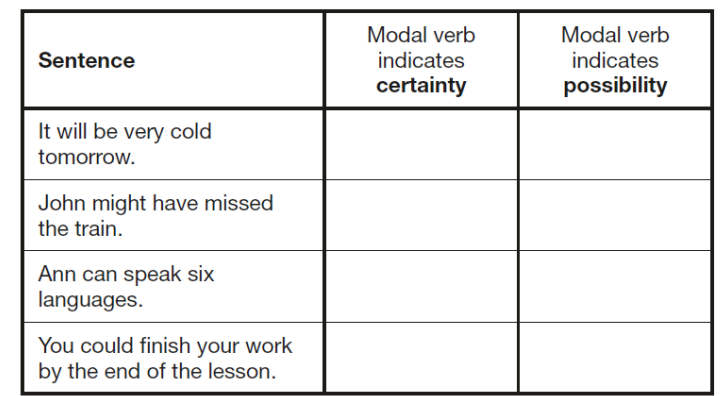 Sentence
Modal verb
indicates
certainty
Modal verb
indicates
possibility
It will be very cold
tomorrow.
John might have missed
the train.
Ann can speak six
languages.
You could finish your work
by the end of the lesson.